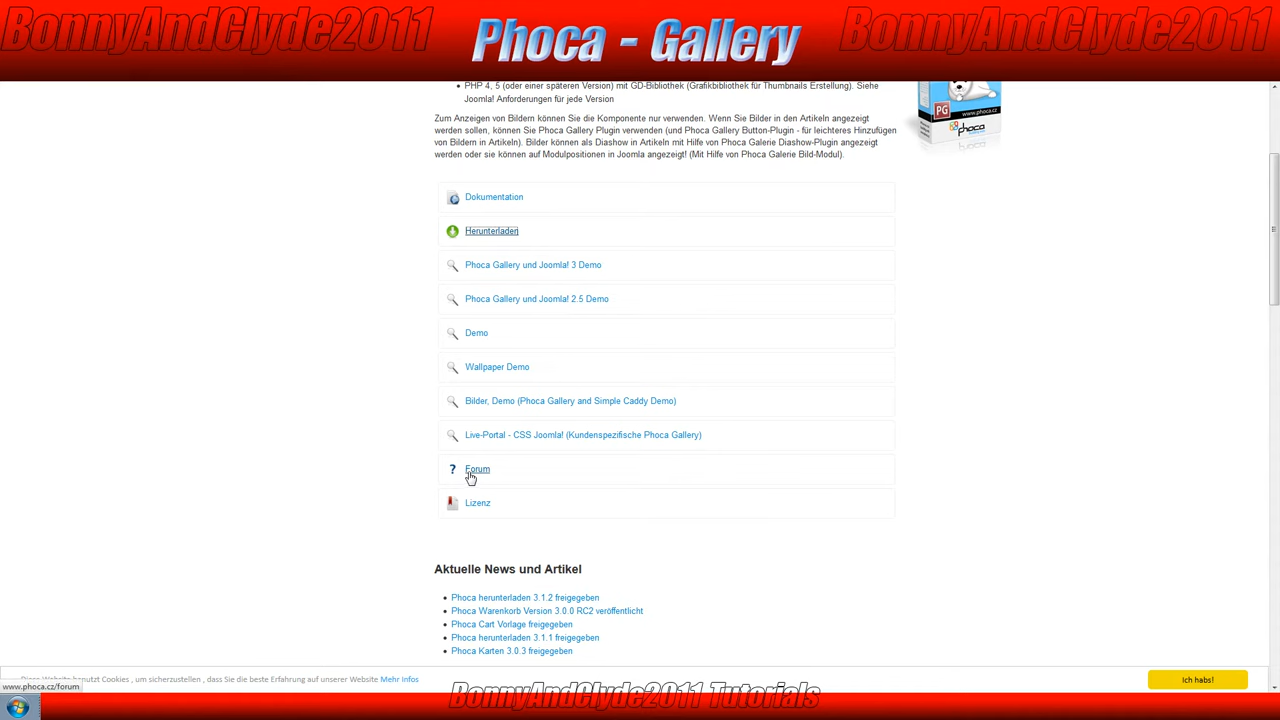 BonnyAndClyde2011
Phoca - Gallery
BonnyAndClyde2011
PHP 4, 5 (oder einer späteren Version) mit GD-Bibliothek (Grafikbibliothek für Thumbnails Erstellung). Siehe
Joomla! Anforderungen für jede Version
Zum Anzeigen von Bildern können Sie die Komponente nur verwenden. Wenn Sie Bilder in den Artikeln angezeigt
werden sollen, können Sie Phoca Gallery Plugin verwenden (und Phoca Gallery Button-Plugin - für leichteres Hinzufügen
von Bildern in Artikeln). Bilder können als Diashow in Artikeln mit Hilfe von Phoca Galerie Diashow-Plugin angezeigt
werden oder sie können auf Modulpositionen in Joomla angezeigt! (Mit Hilfe von Phoca Galerie Bild-Modul).
PG
www.phoca.cz
phoca
Dokumentation
Herunterladen
Phoca Gallery und Joomla! 3 Demo
Phoca Gallery und Joomla! 2.5 Demo
Demo
Wallpaper Demo
Bilder, Demo (Phoca Gallery and Simple Caddy Demo)
Live-Portal - CSS Joomla! (Kundenspezifische Phoca Gallery)
? Forum
Lizenz
Aktuelle News und Artikel
Phoca herunterladen 3.1.2 freigegeben
Phoca Warenkorb Version 3.0.0 RC2 veröffentlicht
Phoca Cart Vorlage freigegeben
Phoca herunterladen 3.1.1 freigegeben
Phoca Karten 3.0.3 freigegeben
Diese Website benutzt Cookies , um sicherzustellen , dass Sie die beste Erfahrung auf unserer Website Mehr infos
Ich habs!
www.phoca.cz/forum
BonnyAndClyde2011 Tutorials